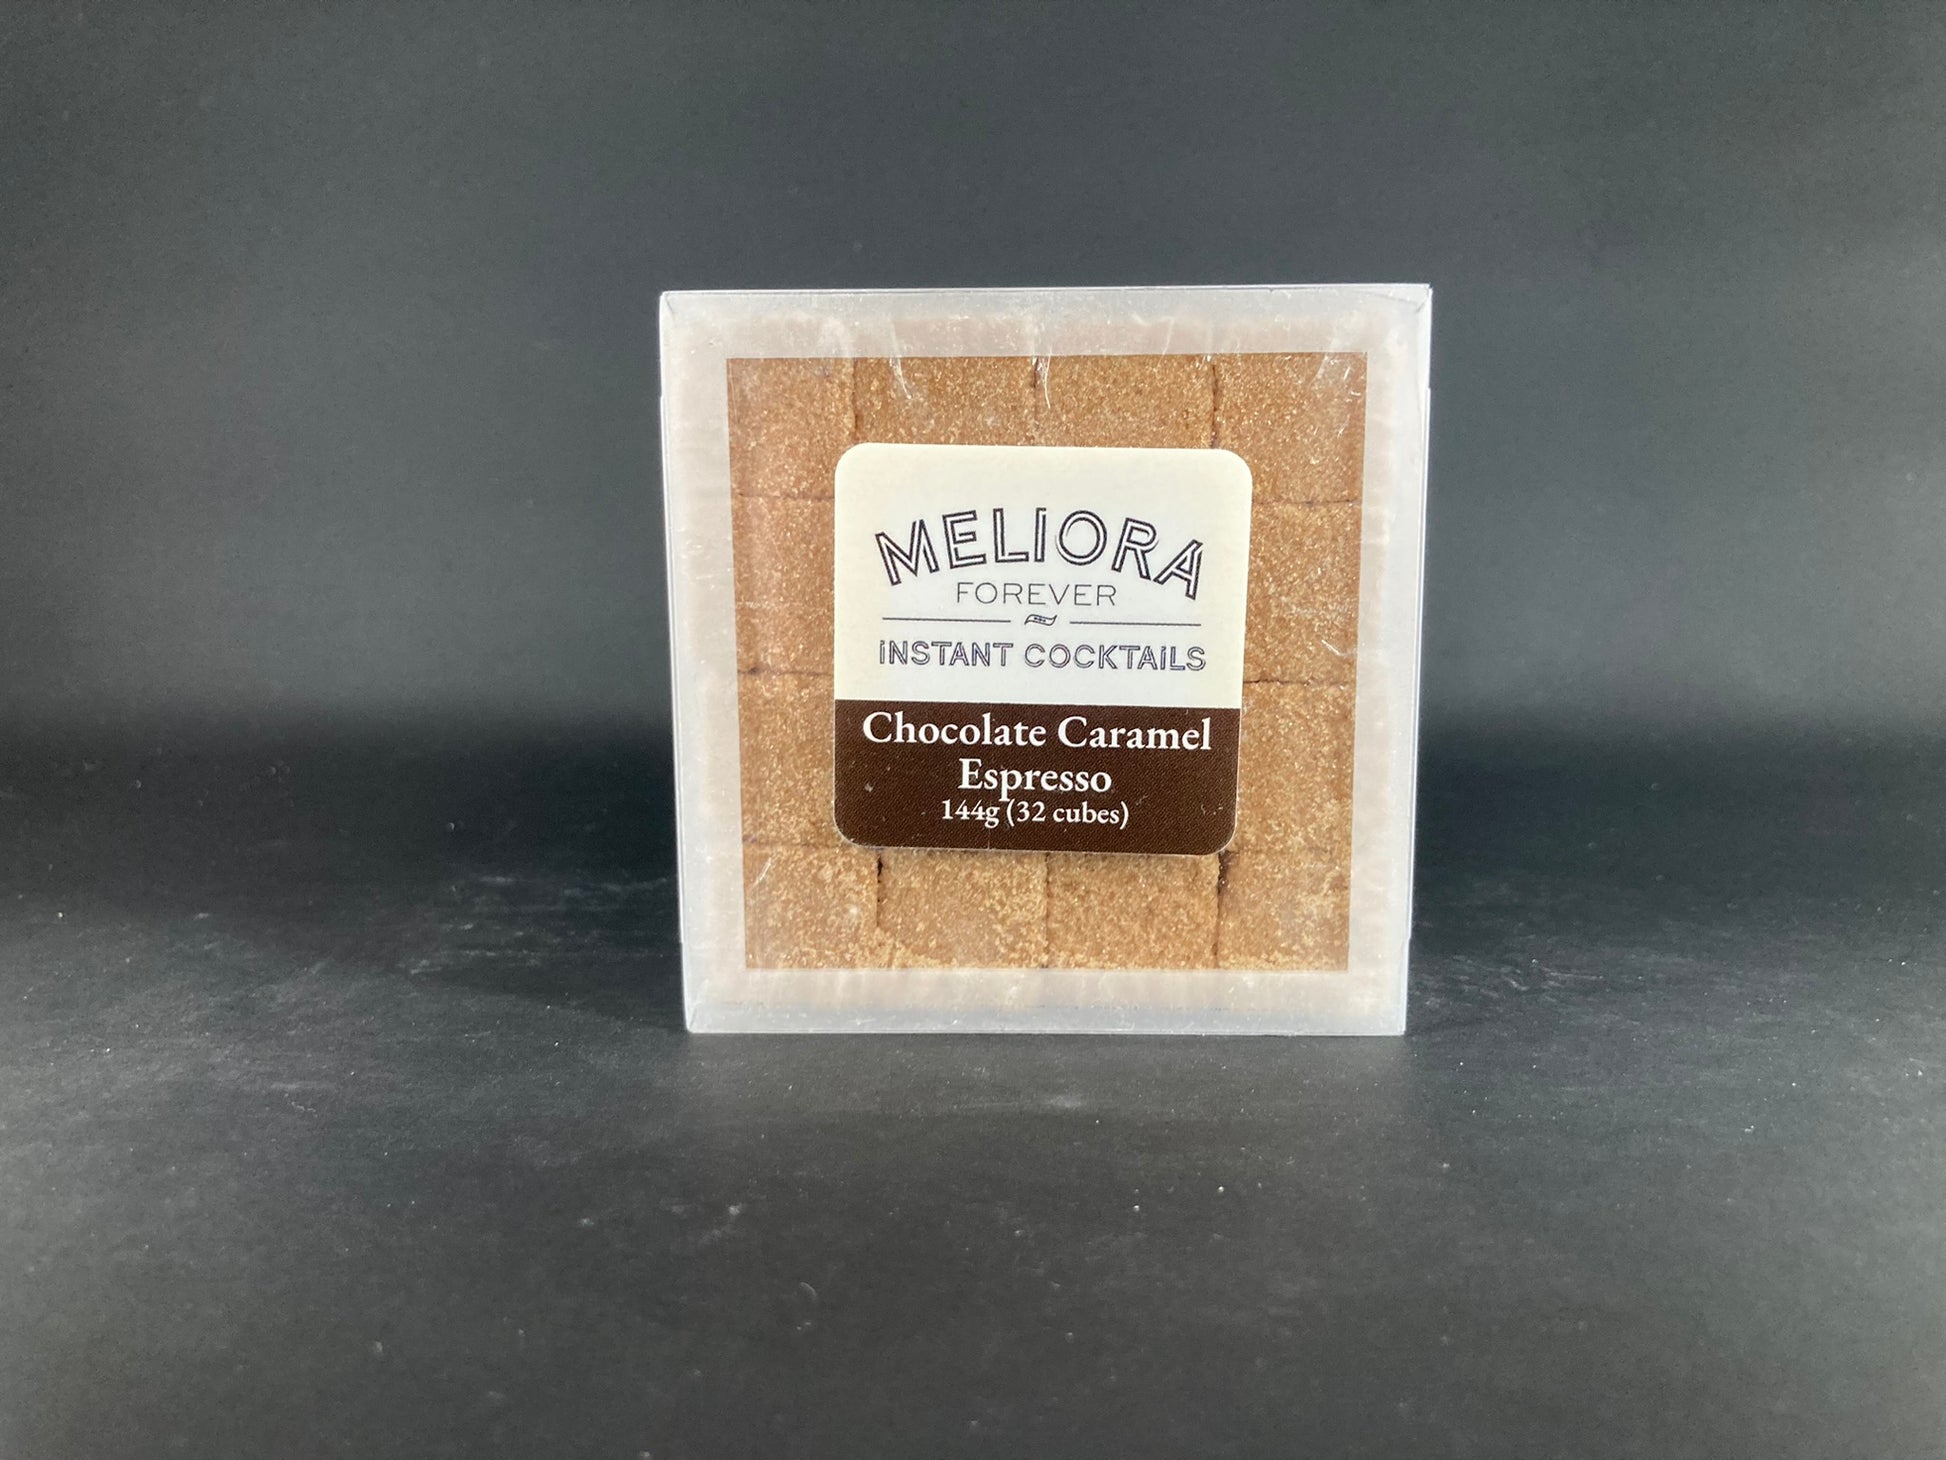 MELIORA
FOREVER
INSTANT COCKTAILS
Chocolate Caramel
Espresso
144g (32 cubes)